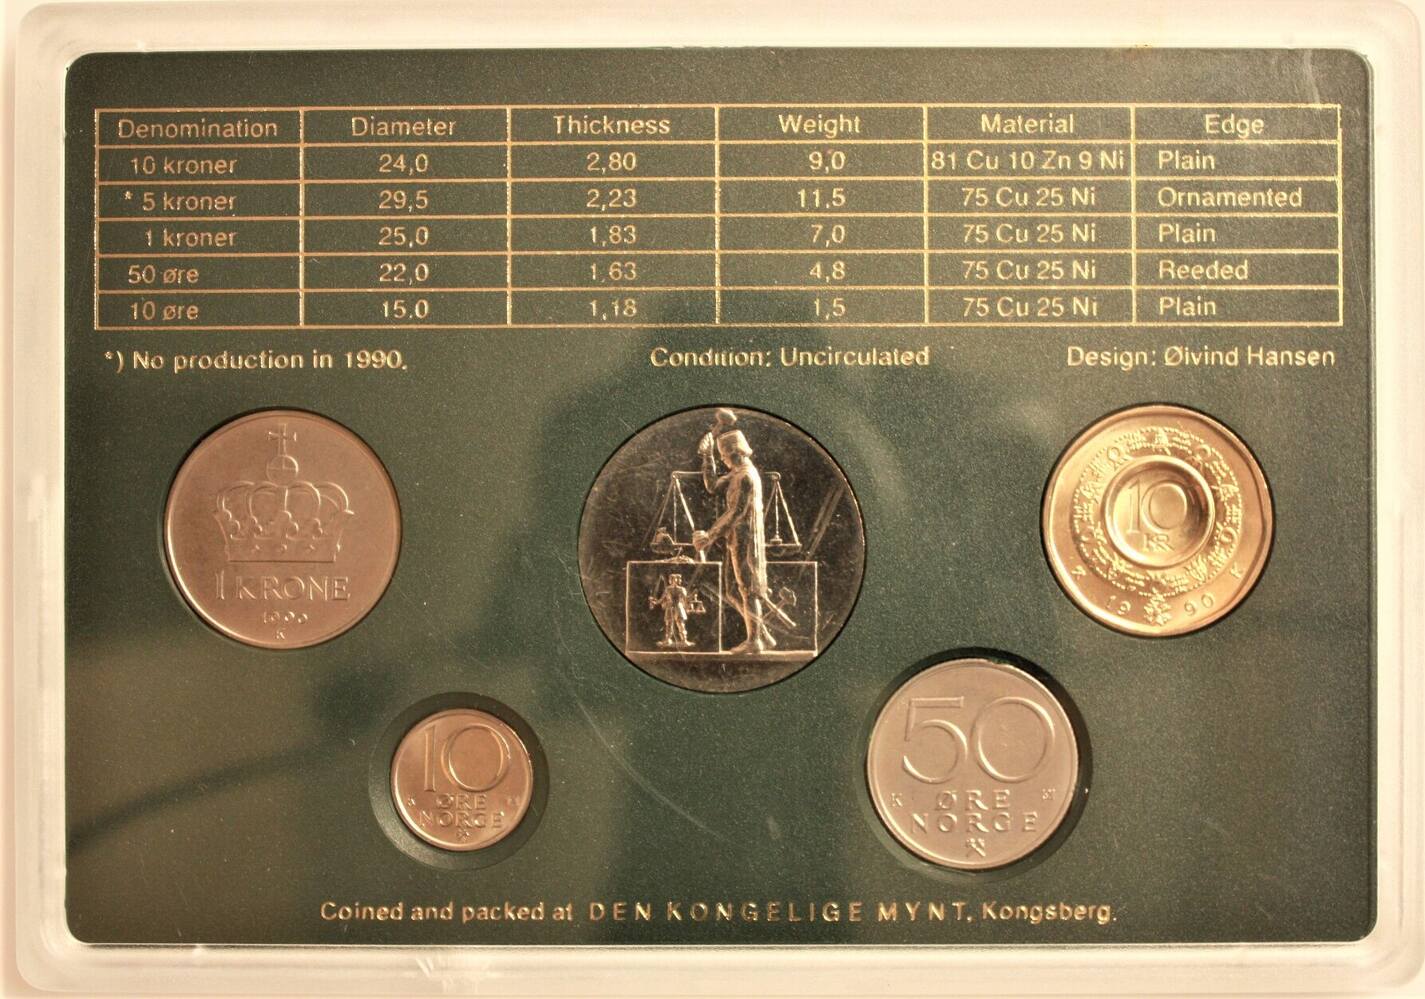 Denomination Diameter Thickness Weight Material Edge
10 kroner 24,0 2,80 9,0 81 Cu 10 Zn 9 Ni Plain
* 5 kroner 29,5 2,23 11,5 75 Cu 25 Ni Ornamented
1 kroner 25,0 1,83 7,0 75 Cu 25 Ni Plain
50 øre 22,0 1,63 4,8 75 Cu 25 Ni Reeded
10 øre 15,0 1,18 1,5 75 Cu 25 Ni Plain
*) No production in 1990. Condition: Uncirculated Design: Øivind Hansen
1 KRONE
1990
K
10
KR
19 90
K
10
ØRE
NORGE
50
K ØRE
NORGE
Coined and packed at DEN KONGELIGE MYNT, Kongsberg.